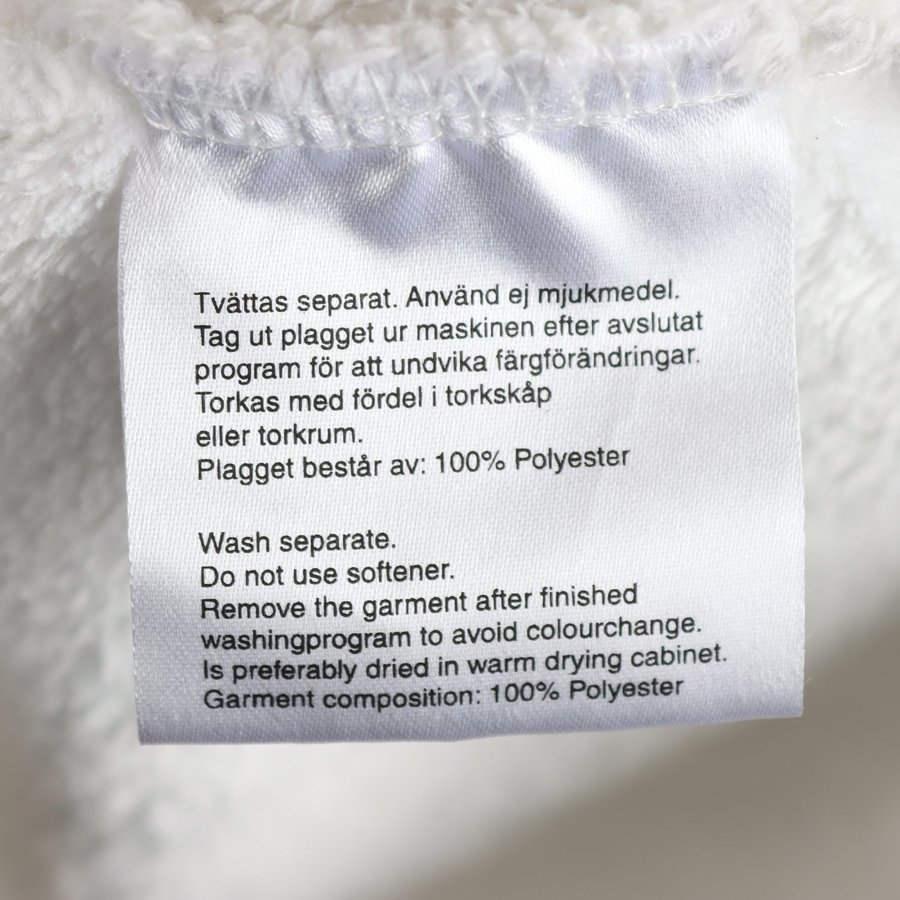 Tvättas separat. Använd ej mjukmedel.
Tag ut plagget ur maskinen efter avslutat
program för att undvika färgförändringar.
Torkas med fördel i torkskåp
eller torkrum.
Plagget består av: 100% Polyester
Wash separate.
Do not use softener.
Remove the garment after finished
washingprogram to avoid colourchange.
Is preferably dried in warm drying cabinet.
Garment composition: 100% Polyester